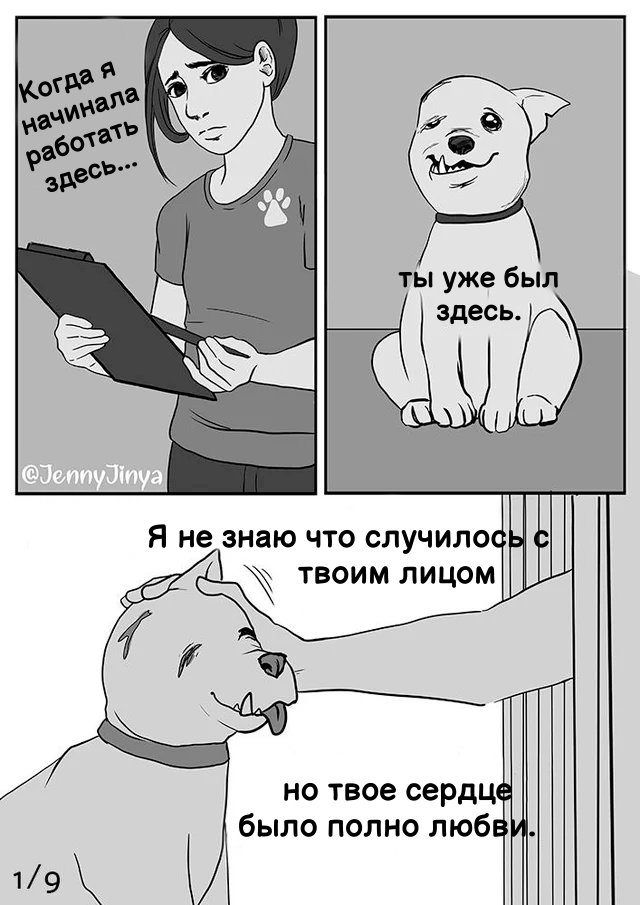 Когда я
начинала
работать
здесь...
ты уже был
здесь.
@JennyJinya
Я не знаю что случилось с
твоим лицом
но твое сердце
было полно любви.
1/9